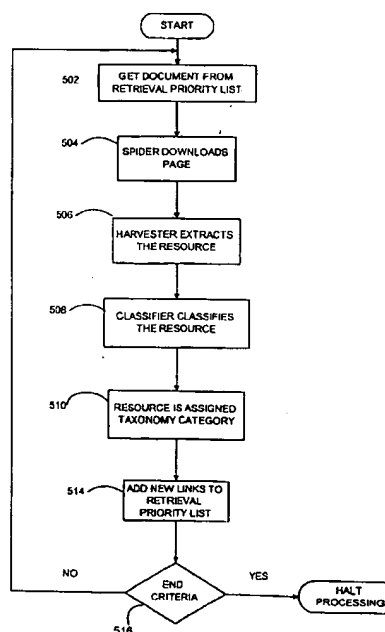 START
502
GET DOCUMENT FROM
RETRIEVAL PRIORITY LIST
504
SPIDER DOWNLOADS
PAGE
506
HARVESTER EXTRACTS
THE RESOURCE
508
CLASSIFIER CLASSIFIES
THE RESOURCE
510
RESOURCE IS ASSIGNED
TAXONOMY CATEGORY
514
ADD NEW LINKS TO
RETRIEVAL
PRIORITY LIST
NO
END
CRITERIA
YES
HALT
PROCESSING
516